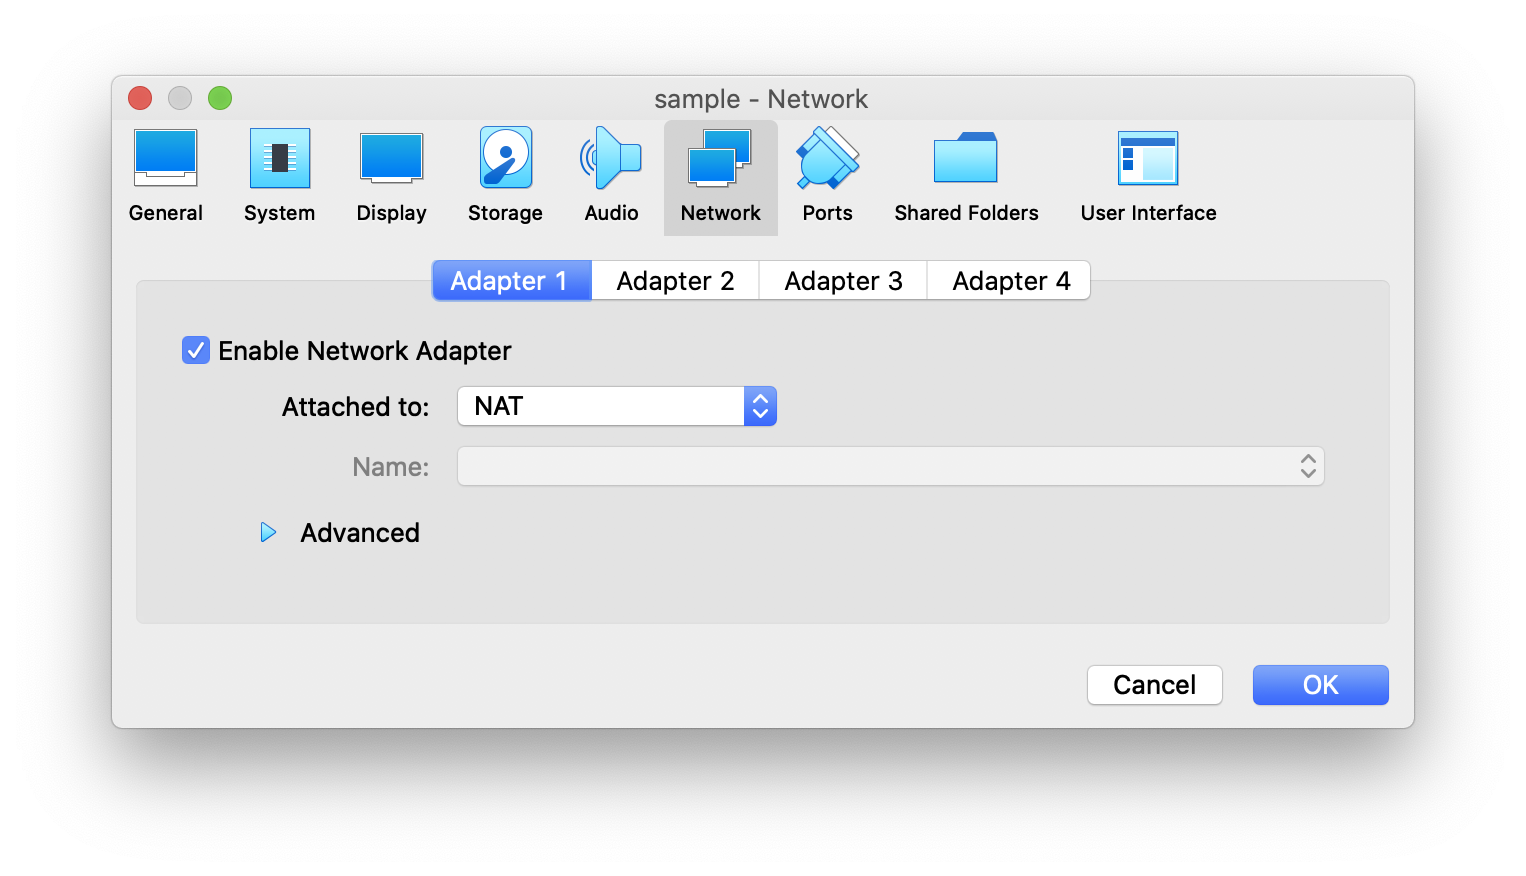 sample - Network
General System Display Storage Audio Network Ports Shared Folders User Interface
Adapter 1 Adapter 2 Adapter 3 Adapter 4
Enable Network Adapter
Attached to: NAT
Name:
Advanced
Cancel OK